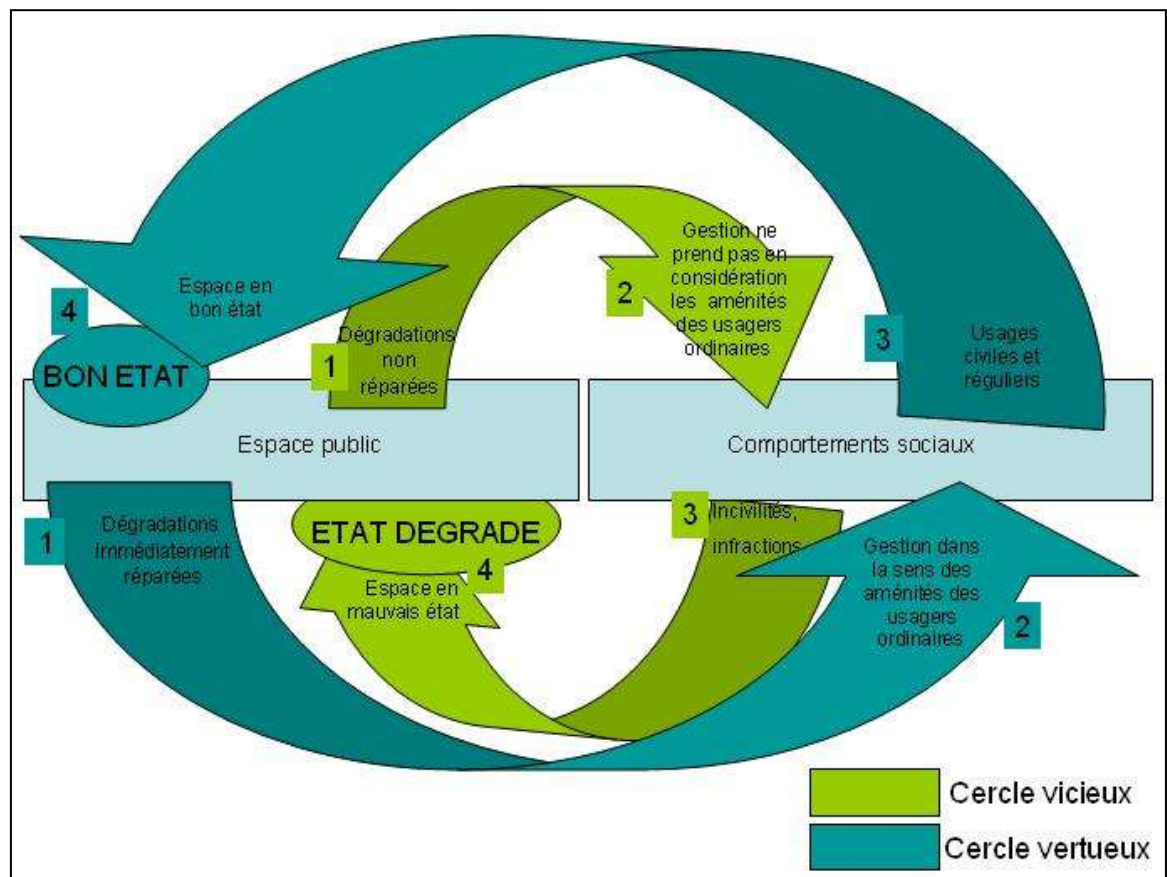 Gestion ne
prend pas en
considération
les aménités
des usagers
ordinaires
2
Espace en
bon état
4
BON ETAT
Dégradations
non
réparées
1
3
Usages
civiles et
réguliers
Espace public
Comportements sociaux
1
Dégradations
immédiatement
réparées
ETAT DEGRADE
4
Espace en
mauvais état
3
Incivilités,
infractions
Gestion dans
la sens des
aménités des
usagers
ordinaires
2
Cercle vicieux
Cercle vertueux